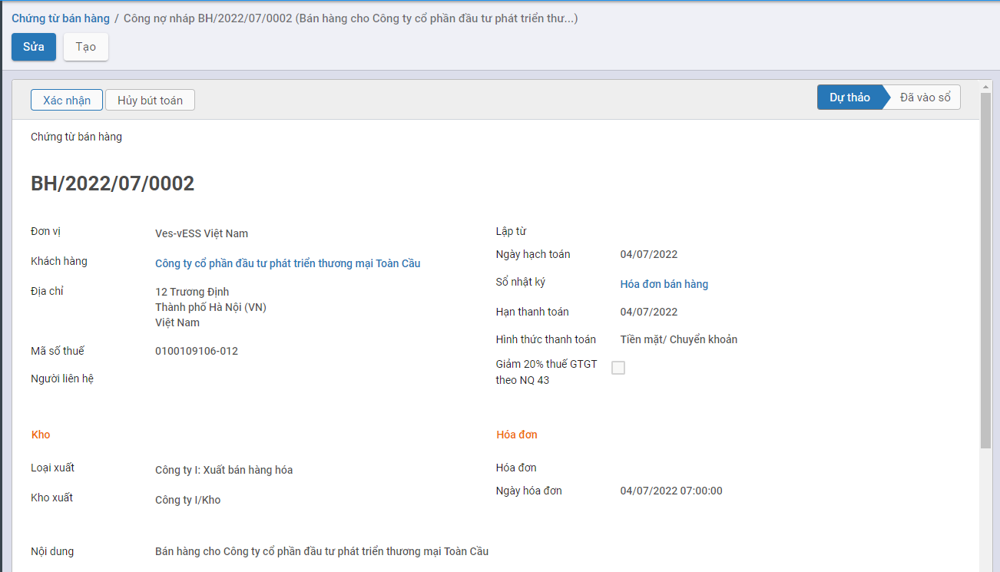 Chứng từ bán hàng / Công nợ nháp BH/2022/07/0002 (Bán hàng cho Công ty cổ phần đầu tư phát triển thư...)
Sửa Tạo
Xác nhận Hủy bút toán Dự thảo Đã vào sổ
Chứng từ bán hàng
BH/2022/07/0002
Đơn vị Ves-vESS Việt Nam
Khách hàng Công ty cổ phần đầu tư phát triển thương mại Toàn Cầu
Địa chỉ 12 Trương Định
Thành phố Hà Nội (VN)
Việt Nam
Mã số thuế 0100109106-012
Người liên hệ
Lập từ
Ngày hạch toán 04/07/2022
Sổ nhật ký Hóa đơn bán hàng
Hạn thanh toán 04/07/2022
Hình thức thanh toán Tiền mặt/ Chuyển khoản
Giảm 20% thuế GTGT
theo NQ 43
Kho
Loại xuất Công ty I: Xuất bán hàng hóa
Kho xuất Công ty I/Kho
Hóa đơn
Hóa đơn
Ngày hóa đơn 04/07/2022 07:00:00
Nội dung Bán hàng cho Công ty cổ phần đầu tư phát triển thương mại Toàn Cầu